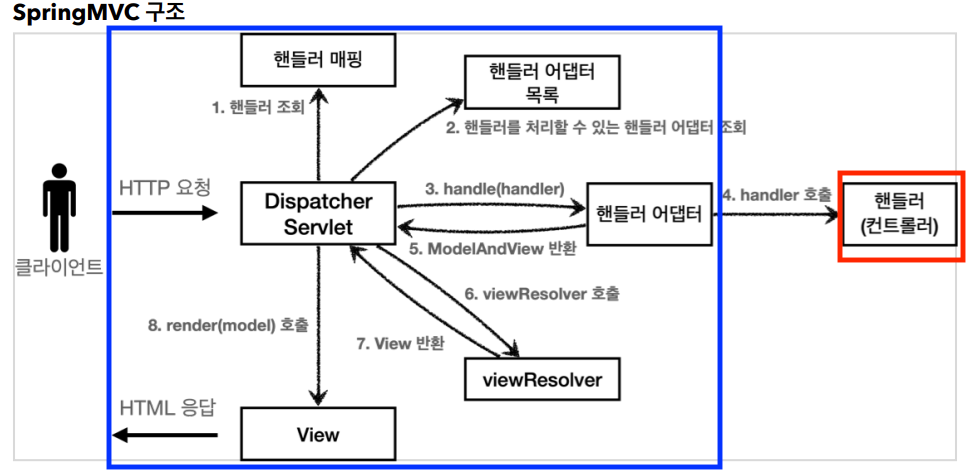 SpringMVC 구조
핸들러 매핑
핸들러 어댑터
목록
1. 핸들러 조회
2. 핸들러를 처리할 수 있는 핸들러 어댑터 조회
HTTP 요청
Dispatcher
Servlet
3. handle(handler)
핸들러 어댑터
4. handler 호출
핸들러
(컨트롤러)
5. ModelAndView 반환
클라이언트
6. viewResolver 호출
8. render(model) 호출
7. View 반환
viewResolver
HTML 응답
View